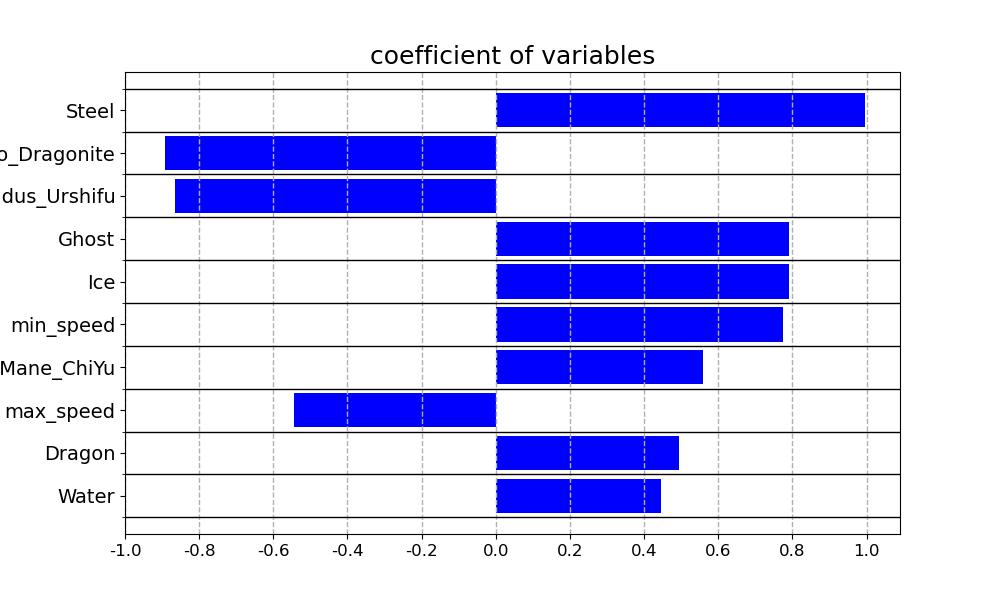 coefficient of variables
Steel
o_Dragonite
dus_Urshifu
Ghost
Ice
min_speed
Mane_ChiYu
max_speed
Dragon
Water
-1.0 -0.8 -0.6 -0.4 -0.2 0.0 0.2 0.4 0.6 0.8 1.0